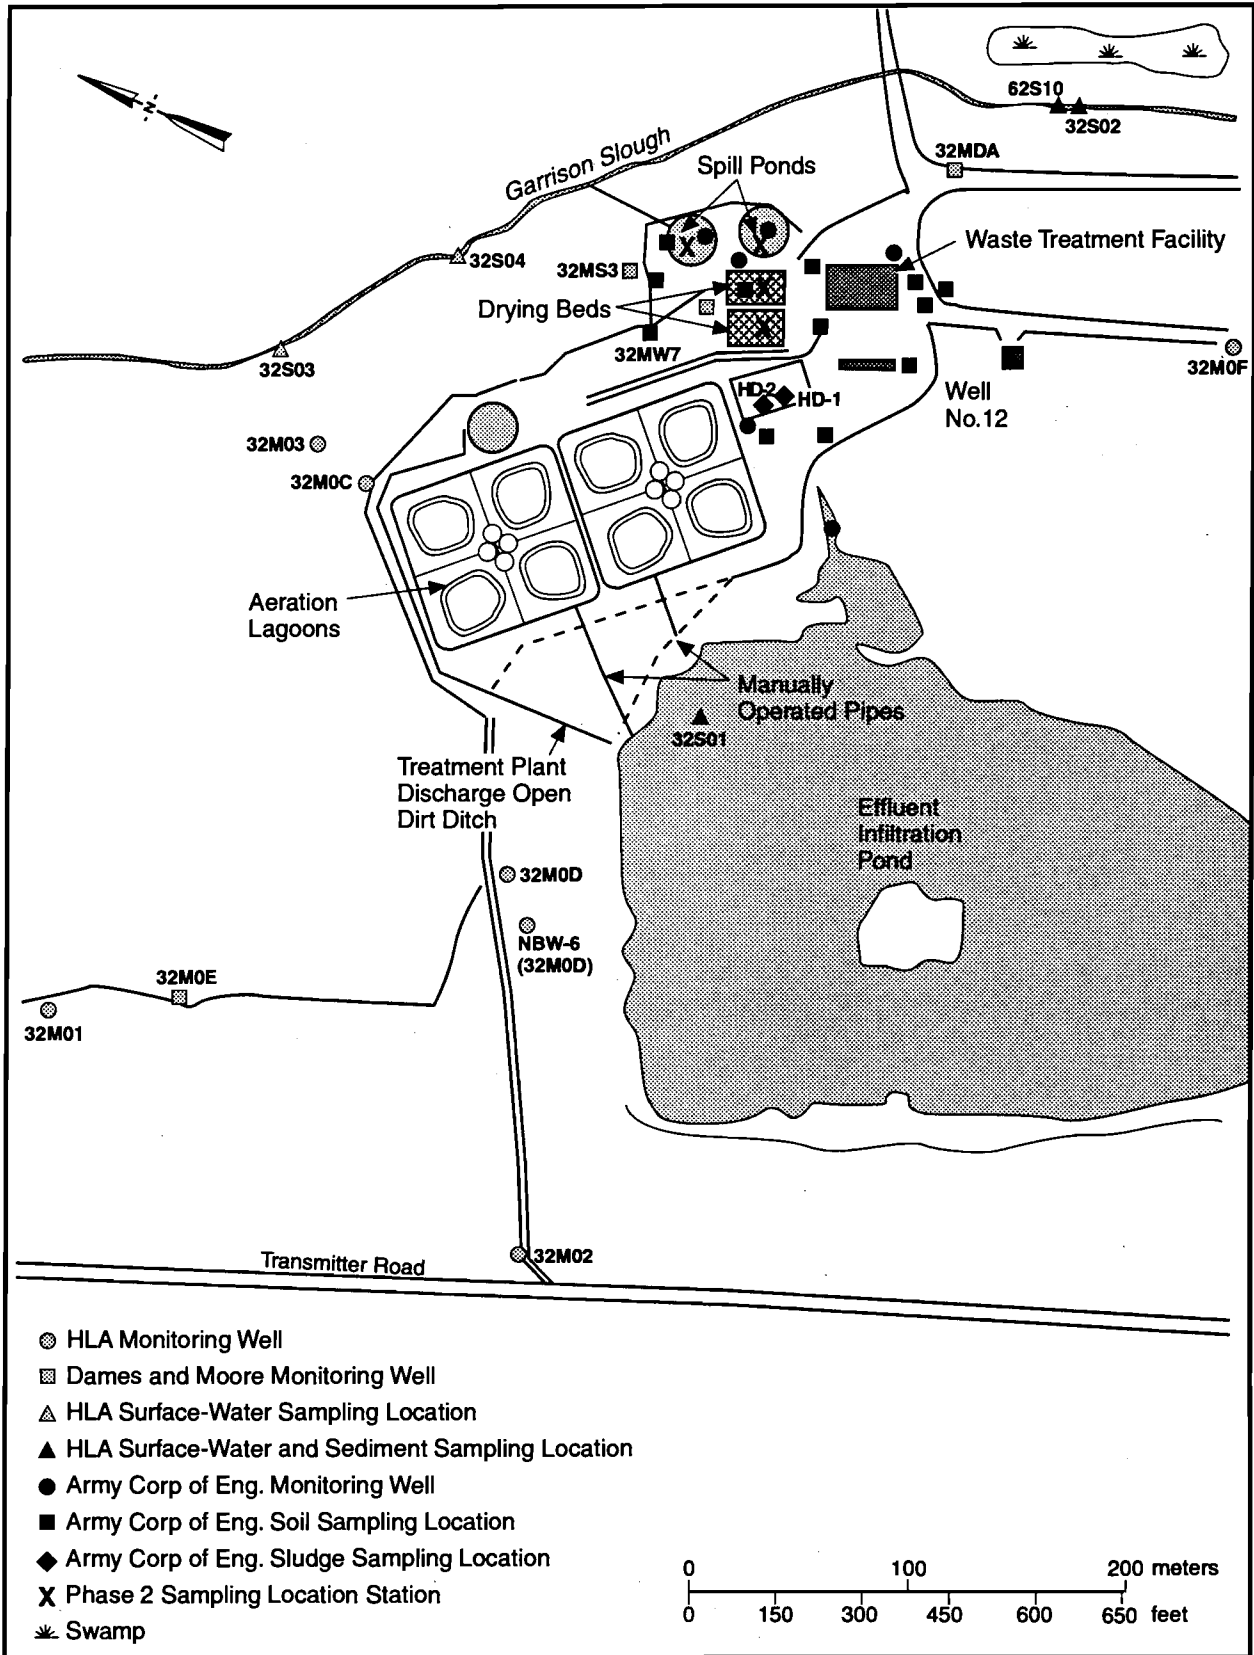 62S10
32S02
32MDA
Garrison Slough
Spill Ponds
N
Waste Treatment Facility
32S04
32MS3
Drying Beds
32MW7
32S03
32M0F
HD-2
HD-1
Well
No.12
32M03
32M0C
Aeration
Lagoons
Manually
Operated Pipes
32S01
Treatment Plant
Discharge Open
Dirt Ditch
Effluent
Infiltration
Pond
32M0D
NBW-6
(32M0D)
32M0E
32M01
32M02
Transmitter Road
HLA Monitoring Well
Dames and Moore Monitoring Well
HLA Surface-Water Sampling Location
HLA Surface-Water and Sediment Sampling Location
Army Corp of Eng. Monitoring Well
Army Corp of Eng. Soil Sampling Location
Army Corp of Eng. Sludge Sampling Location
X Phase 2 Sampling Location Station
Swamp
0 100 200 meters
0 150 300 450 600 650 feet